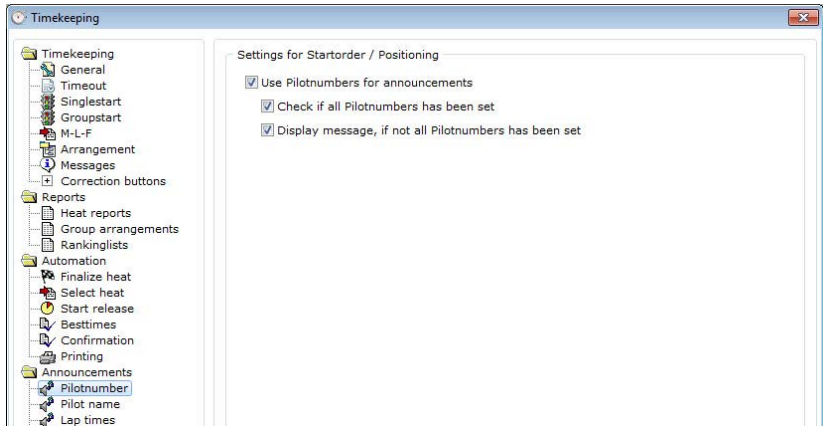 Timekeeping
Timekeeping
General
Timeout
Singlestart
Groupstart
M-L-F
Arrangement
Messages
Correction buttons
Reports
Heat reports
Group arrangements
Rankinglists
Automation
Finalize heat
Select heat
Start release
Besttimes
Confirmation
Printing
Announcements
Pilotnumber
Pilot name
Lap times
Settings for Startorder / Positioning
Use Pilotnumbers for announcements
Check if all Pilotnumbers has been set
Display message, if not all Pilotnumbers has been set